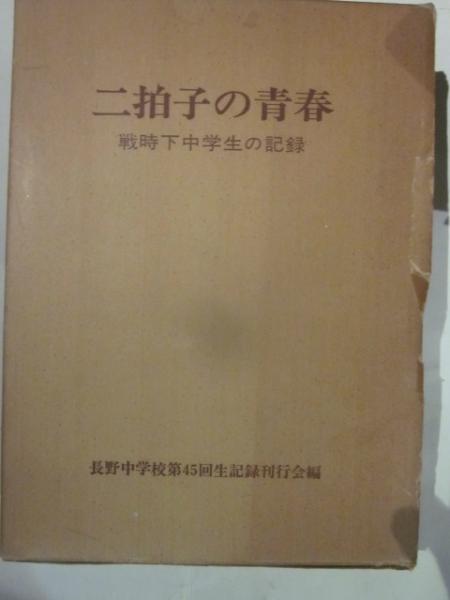 二拍子の青春
戦時下中学生の記録
長野中学校第45回生記録刊行会編